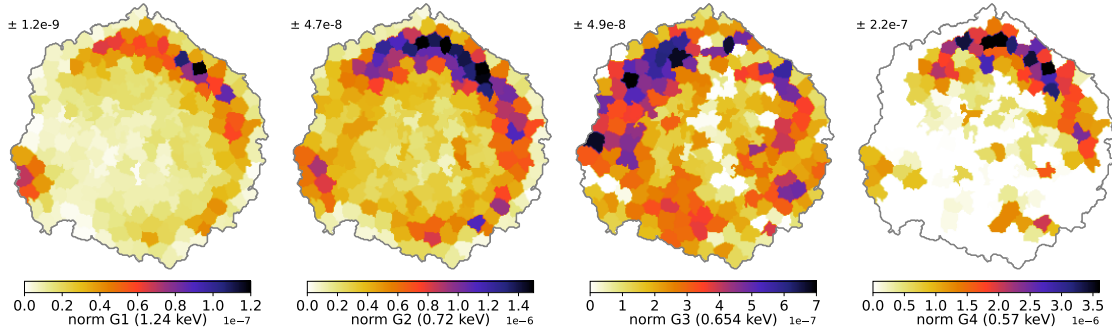 ± 1.2e-9
± 4.7e-8
± 4.9e-8
± 2.2e-7
0.0 0.2 0.4 0.6 0.8 1.0 1.2
norm G1 (1.24 keV) 1e−7
0.0 0.2 0.4 0.6 0.8 1.0 1.2 1.4
norm G2 (0.72 keV) 1e−6
0 1 2 3 4 5 6 7
norm G3 (0.654 keV) 1e−7
0.0 0.5 1.0 1.5 2.0 2.5 3.0 3.5
norm G4 (0.57 keV) 1e−6